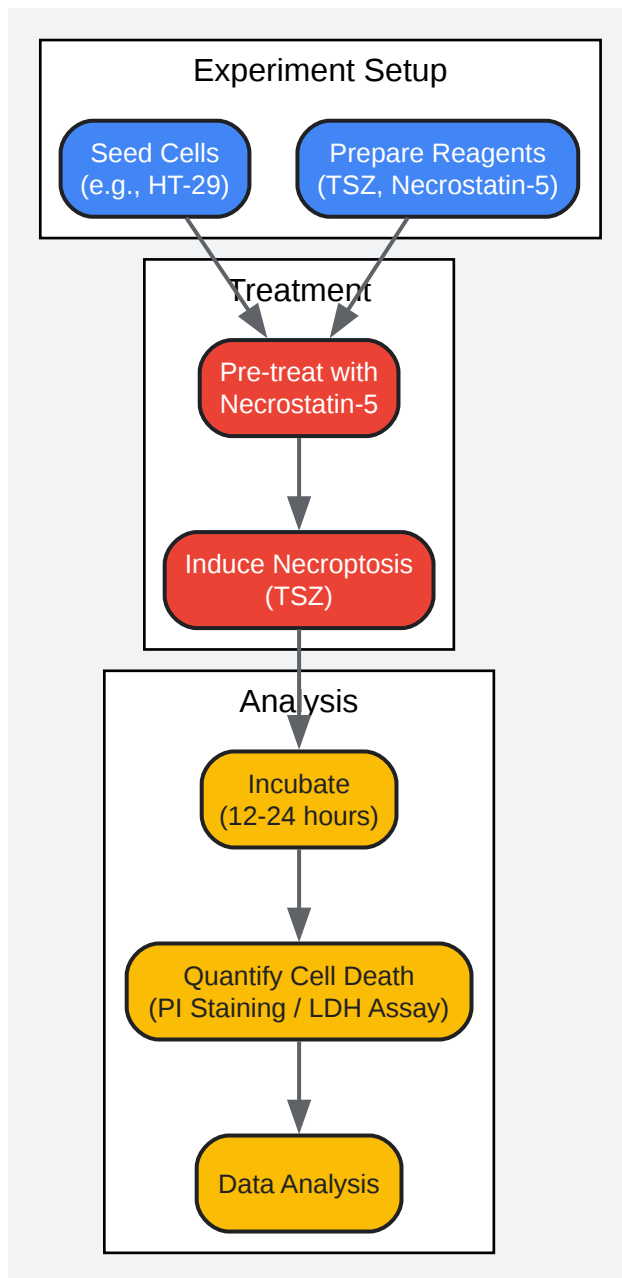 Experiment Setup
Seed Cells
(e.g., HT-29)
Prepare Reagents
(TSZ, Necrostatin-5)
Treatment
Pre-treat with
Necrostatin-5
Induce Necroptosis
(TSZ)
Analysis
Incubate
(12-24 hours)
Quantify Cell Death
(PI Staining / LDH Assay)
Data Analysis